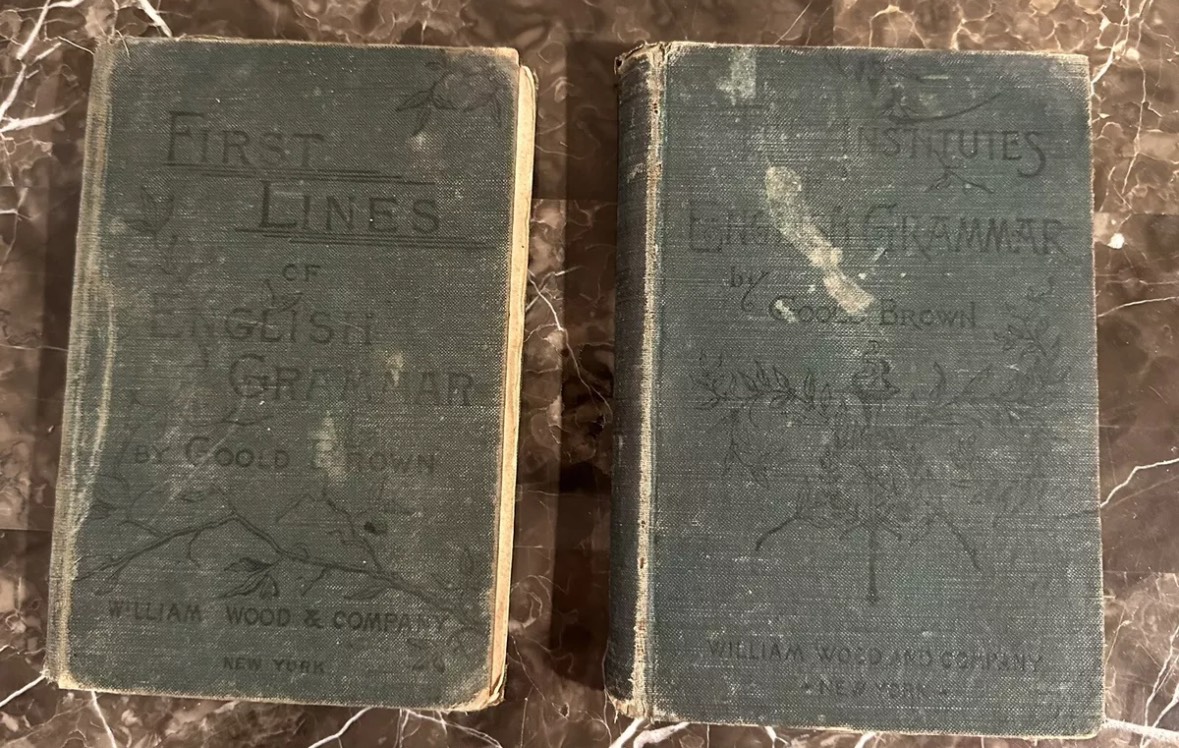 FIRST
LINES
OF
ENGLISH
GRAMMAR
BY GOOLD BROWN
WILLIAM WOOD & COMPANY
NEW YORK
INSTITUTES
ENGLISH GRAMMAR
by
GOOLD BROWN
WILLIAM WOOD AND COMPANY
• NEW YORK •